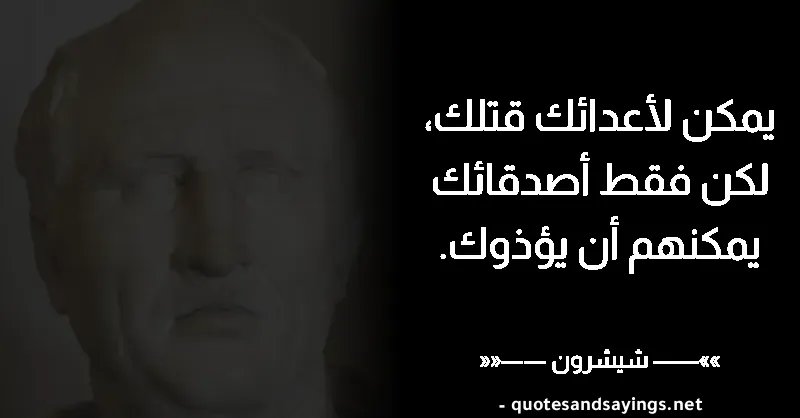 يمكن لأعدائك قتلك،
لكن فقط أصدقائك
يمكنهم أن يؤذوك.
»»—— شيشرون ——««
- quotesandsayings.net